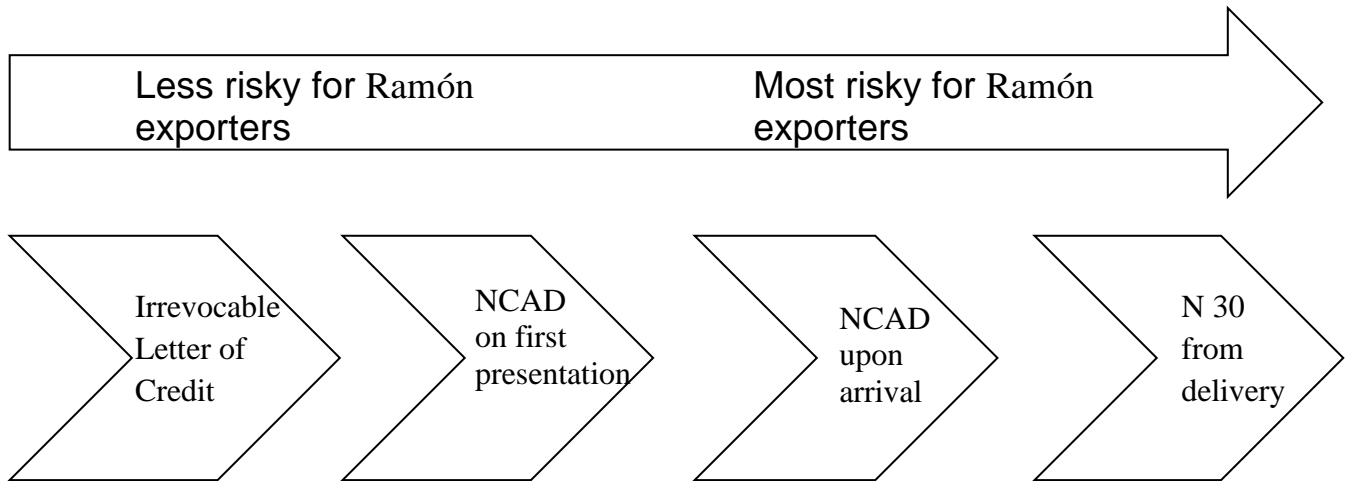 Less risky for Ramón
exporters
Most risky for Ramón
exporters
Irrevocable
Letter of
Credit
NCAD
on first
presentation
NCAD
upon
arrival
N 30
from
delivery